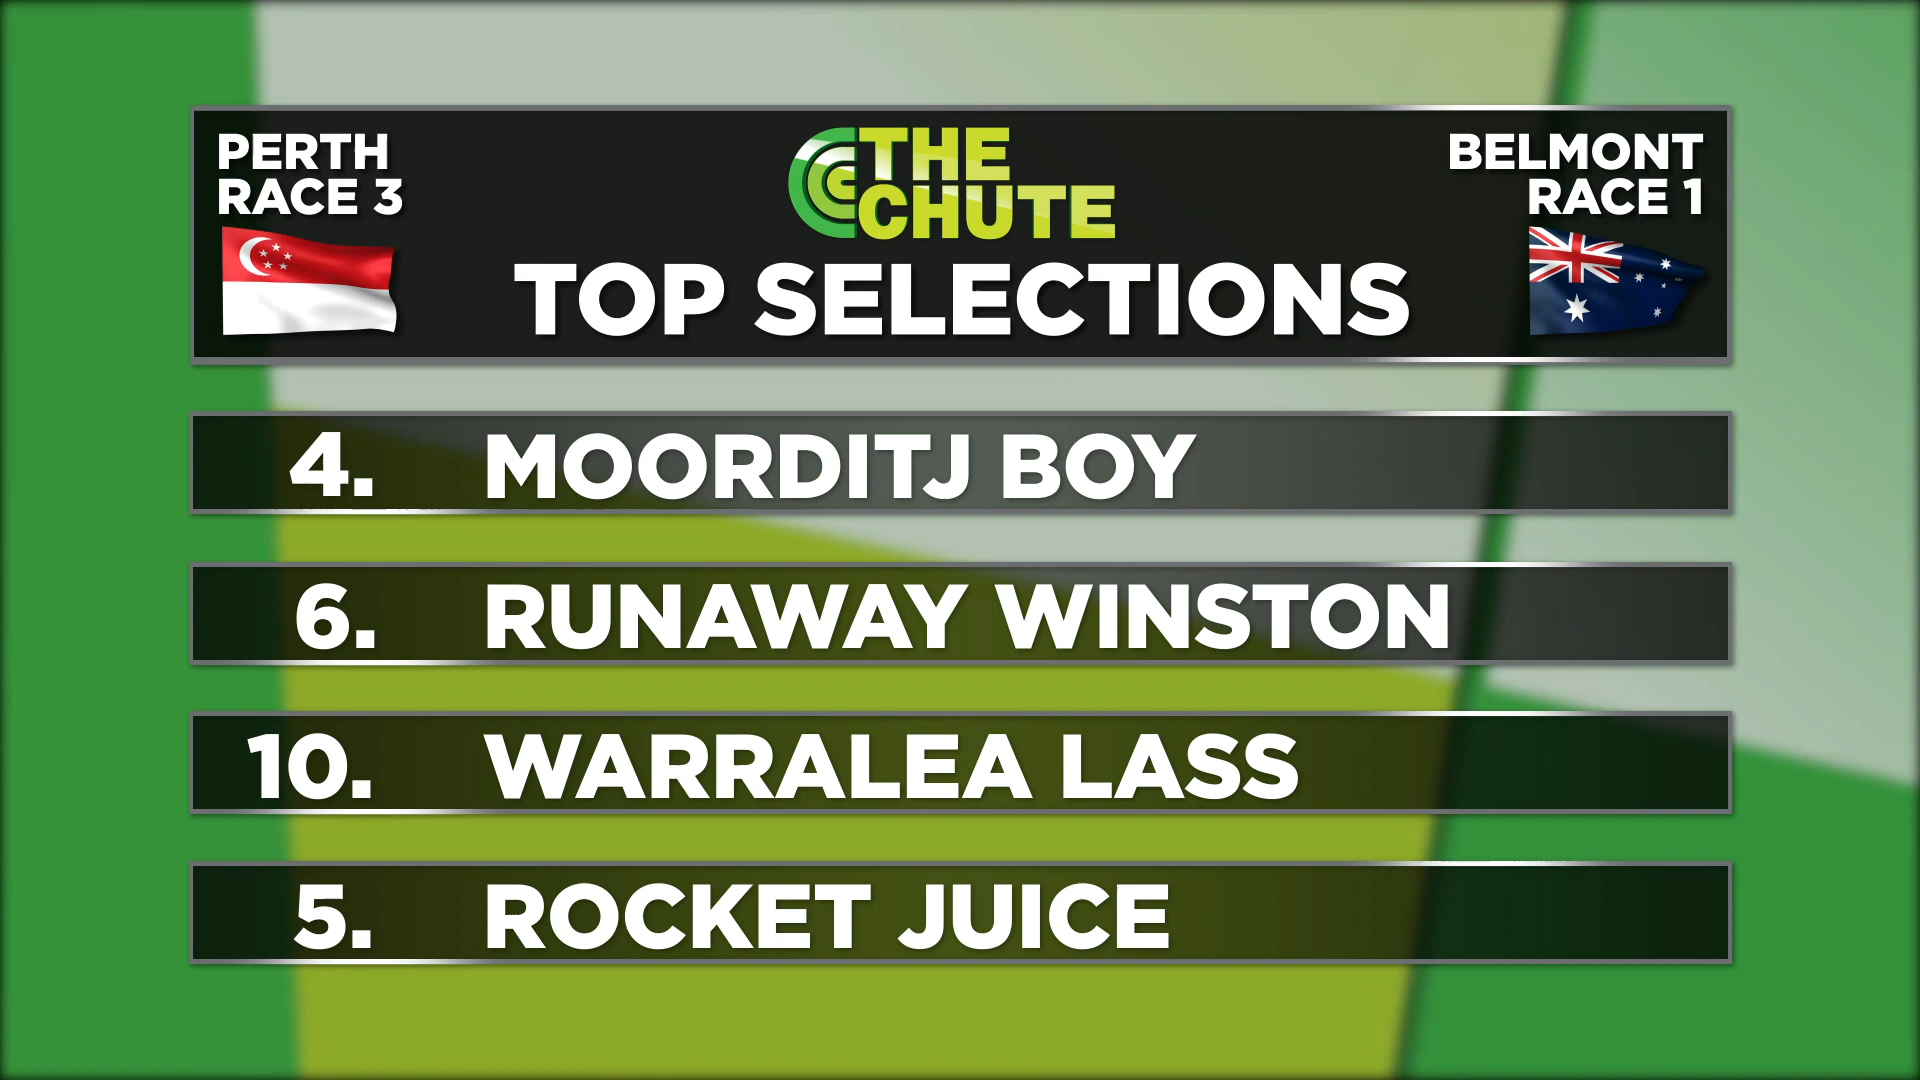 PERTH
RACE 3
THE
CHUTE
TOP SELECTIONS
BELMONT
RACE 1
4. MOORDITJ BOY
6. RUNAWAY WINSTON
10. WARRALEA LASS
5. ROCKET JUICE